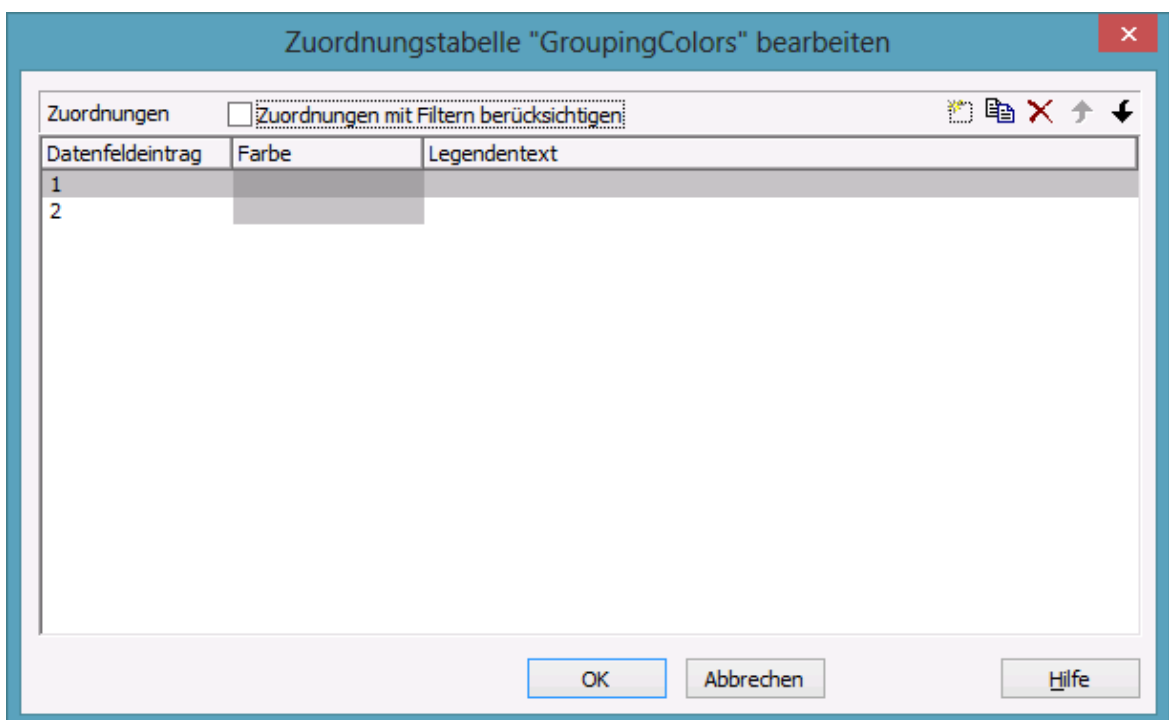 Zuordnungstabelle "GroupingColors" bearbeiten
Zuordnungen Zuordnungen mit Filtern berücksichtigen
Datenfeldeintrag Farbe Legendentext
1
2
OK Abbrechen Hilfe